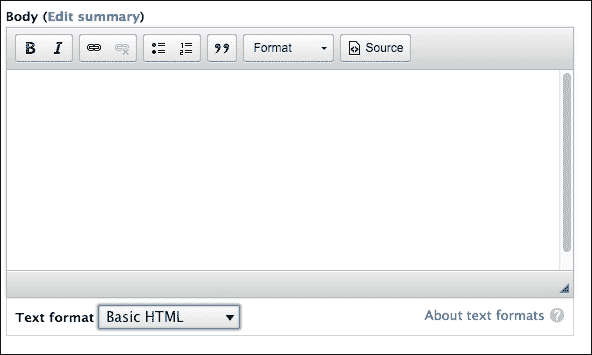 Body (Edit summary)
B I Format Source
Text format Basic HTML About text formats ?